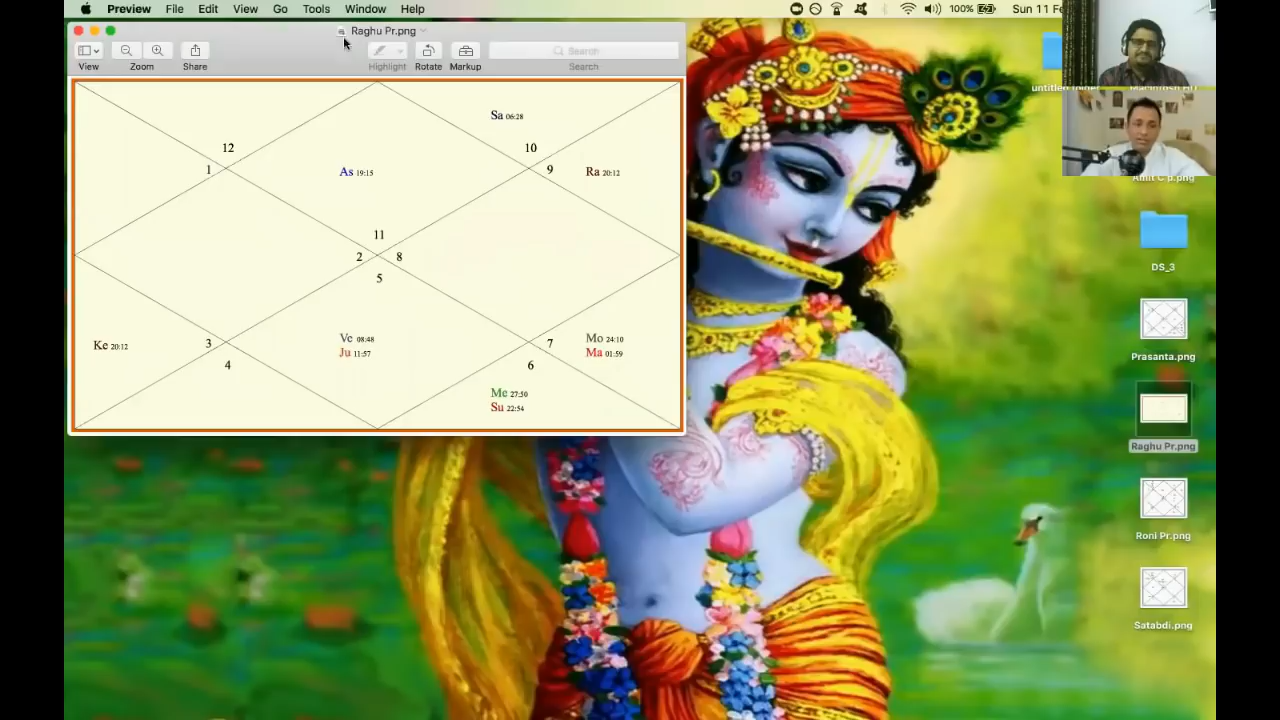 Preview File Edit View Go Tools Window Help 100% Sun 11 Fe
Raghu Pr.png
Search
View Zoom Share Highlight Rotate Markup Search
Sa 06:28
12 10
1 As 19:15 9 Ra 20:12
11
2 8
5
Ke 20:12 3 Ve 08:48 7 Mo 24:10
Ju 11:57 Ma 01:59
4 6
Me 27:50
Su 22:54
untitled folder
DS_3
Prasanta.png
Raghu Pr.png
Roni Pr.png
Satabdi.png